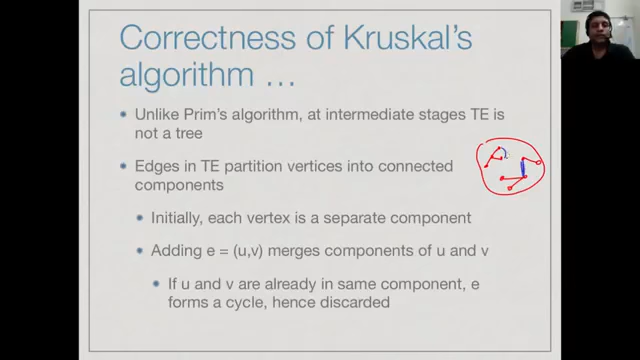 Correctness of Kruskal's
algorithm ...
Unlike Prim's algorithm, at intermediate stages TE is
not a tree
Edges in TE partition vertices into connected
components
Initially, each vertex is a separate component
Adding e = (u,v) merges components of u and v
If u and v are already in same component, e
forms a cycle, hence discarded